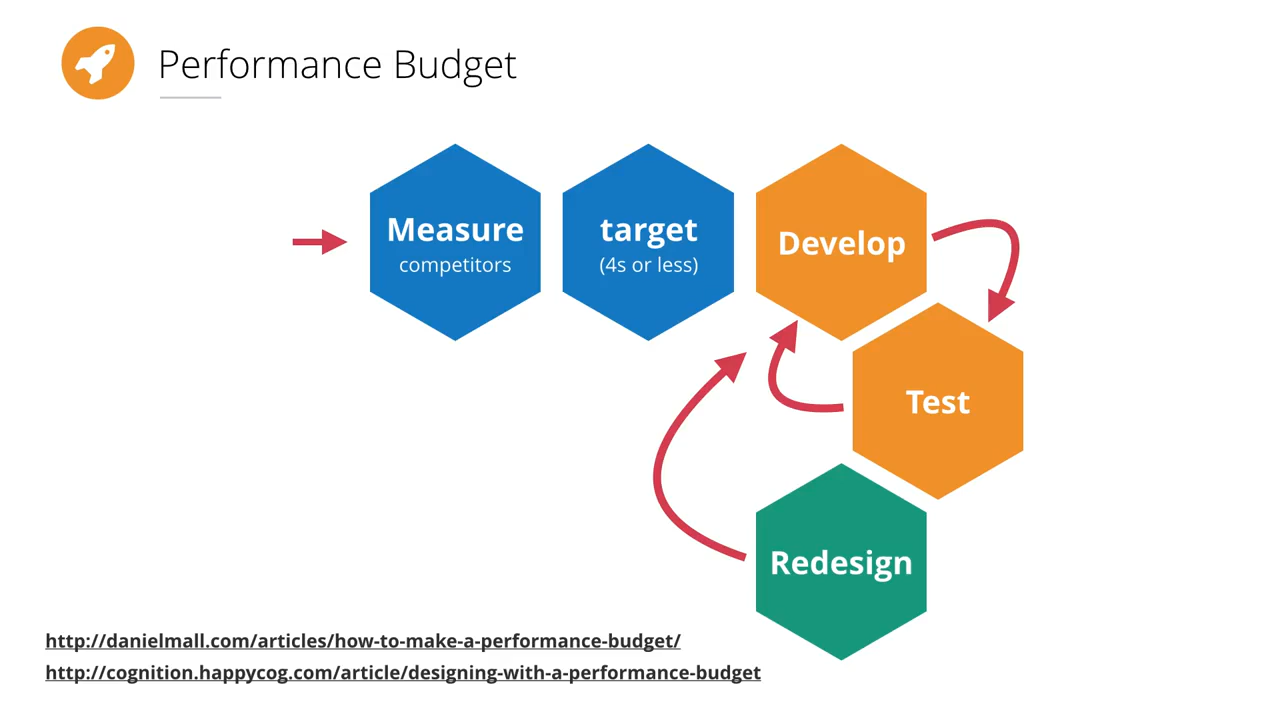 Performance Budget
Measure
competitors
target
(4s or less)
Develop
Test
Redesign
http://danielmall.com/articles/how-to-make-a-performance-budget/
http://cognition.happycog.com/article/designing-with-a-performance-budget